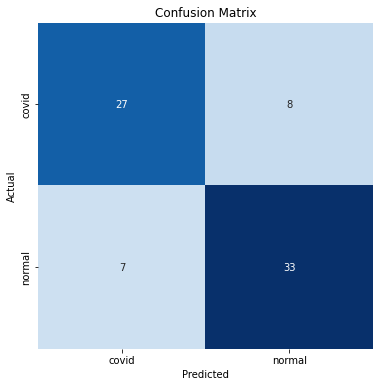 Confusion Matrix
covid
27
8
Actual
normal
7
33
covid
normal
Predicted